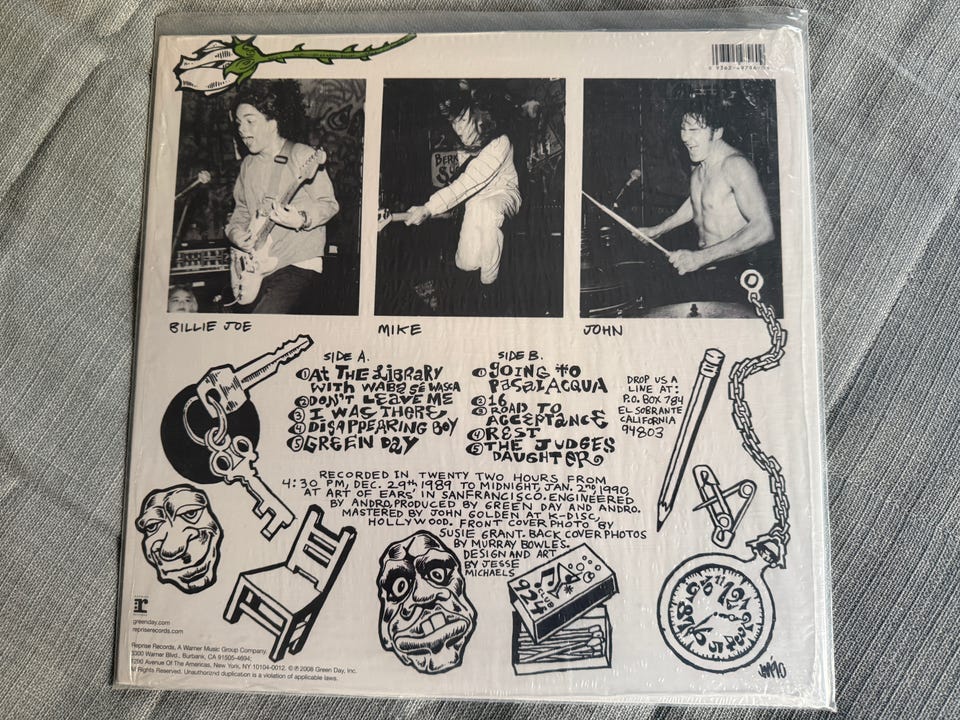 BERK
BILLIE JOE
MIKE
JOHN
SIDE A.
① AT THE LIBRARY
WITH WABA SÉ WASCA
② DON'T LEAVE ME
③ I WAS THERE
④ DISAPPEARING BOY
⑤ GREEN DAY
SIDE B.
① GOING TO
PASALACQUA
② 16
③ ROAD TO
ACCEPTANCE
④ REST
⑤ THE JUDGES
DAUGHTER
DROP US A
LINE AT:
P.O. BOX 784
EL SOBRANTE
CALIFORNIA
94803
RECORDED IN TWENTY TWO HOURS FROM
4:30 PM, DEC. 29th 1989 TO MIDNIGHT, JAN. 2nd 1990,
AT ART OF EARS' IN SANFRANCISCO. ENGINEERED
BY ANDRO, PRODUCED BY GREEN DAY AND ANDRO.
MASTERED BY JOHN GOLDEN AT K-DISC,
HOLLYWOOD. FRONT COVER PHOTO BY
SUSIE GRANT. BACK COVER PHOTOS
BY MURRAY BOWLES.
DESIGN AND ART
BY JESSE
MICHAELS
CLUB
924
r
greenday.com
repriserecords.com
Reprise Records, A Warner Music Group Company,
3300 Warner Blvd., Burbank, CA 91505-4694;
1290 Avenue Of The Americas, New York, NY 10104-0012. © ℗ 2008 Green Day, Inc.
All Rights Reserved. Unauthorized duplication is a violation of applicable laws.